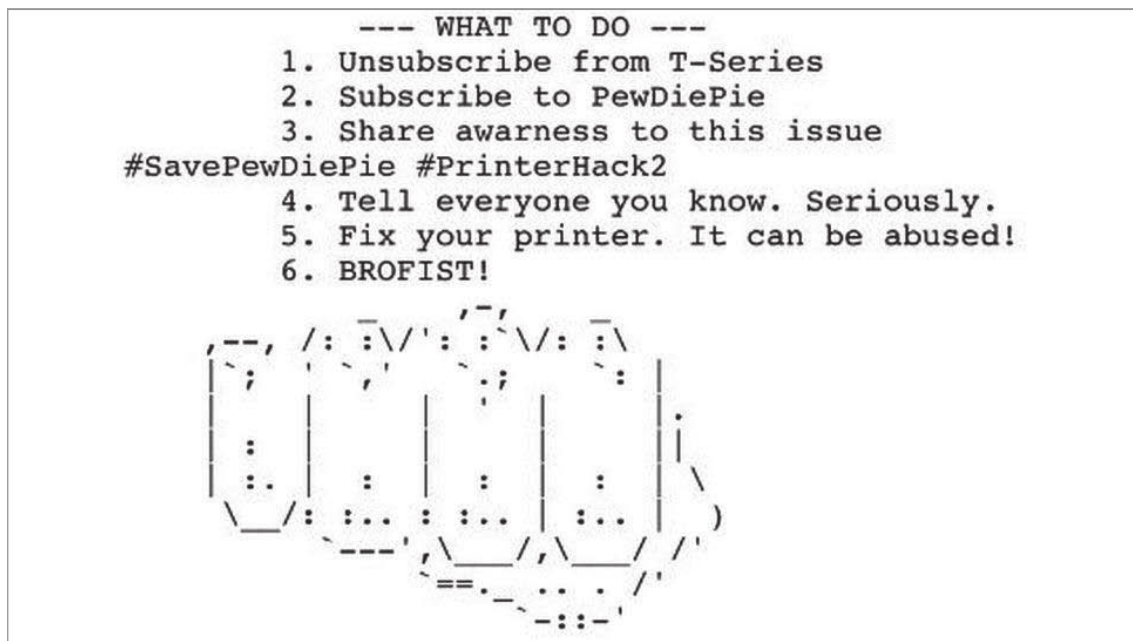 --- WHAT TO DO ---
1. Unsubscribe from T-Series
2. Subscribe to PewDiePie
3. Share awarness to this issue
#SavePewDiePie #PrinterHack2
4. Tell everyone you know. Seriously.
5. Fix your printer. It can be abused!
6. BROFIST!